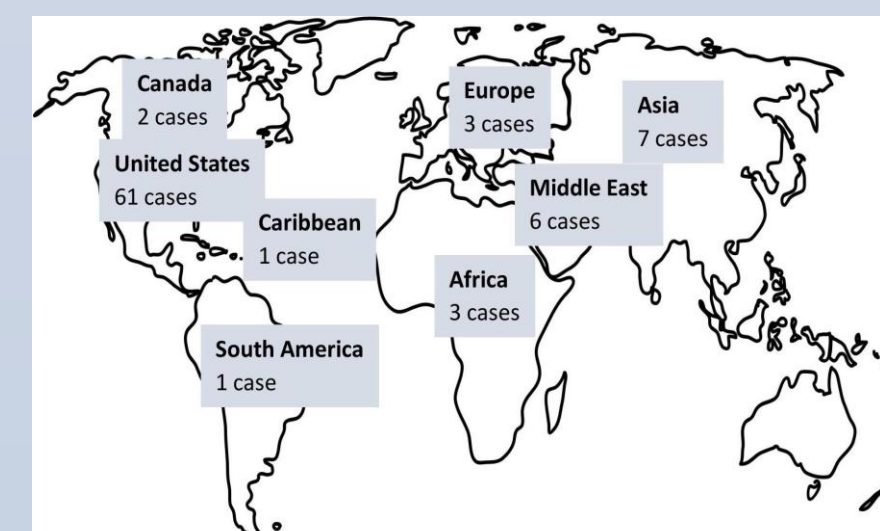 Canada
2 cases
United States
61 cases
Caribbean
1 case
South America
1 case
Europe
3 cases
Africa
3 cases
Middle East
6 cases
Asia
7 cases